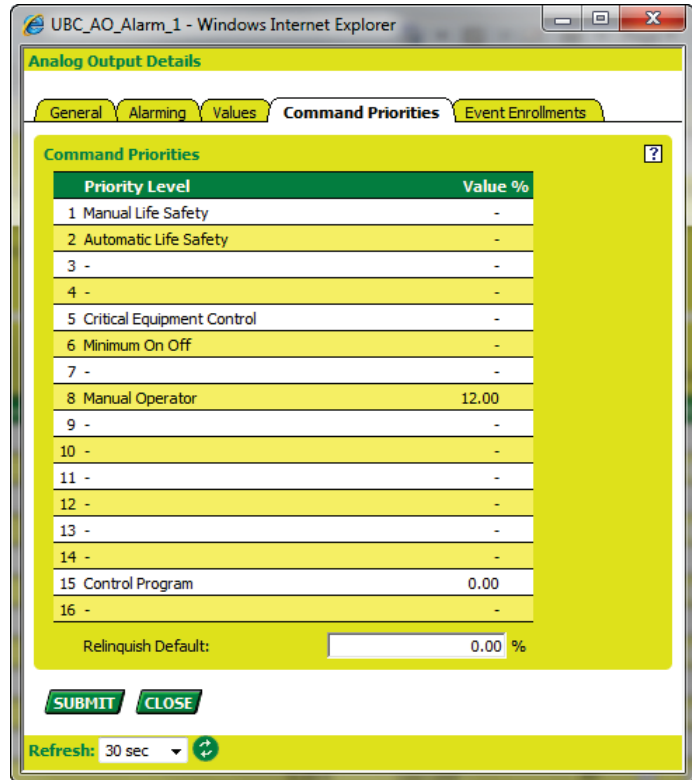 UBC_AO_Alarm_1 - Windows Internet Explorer
Analog Output Details
General Alarming Values Command Priorities Event Enrollments
Command Priorities ?
Priority Level Value %
1 Manual Life Safety -
2 Automatic Life Safety -
3 - -
4 - -
5 Critical Equipment Control -
6 Minimum On Off -
7 - -
8 Manual Operator 12.00
9 - -
10 - -
11 - -
12 - -
13 - -
14 - -
15 Control Program 0.00
16 - -
Relinquish Default: 0.00 %
SUBMIT CLOSE
Refresh: 30 sec